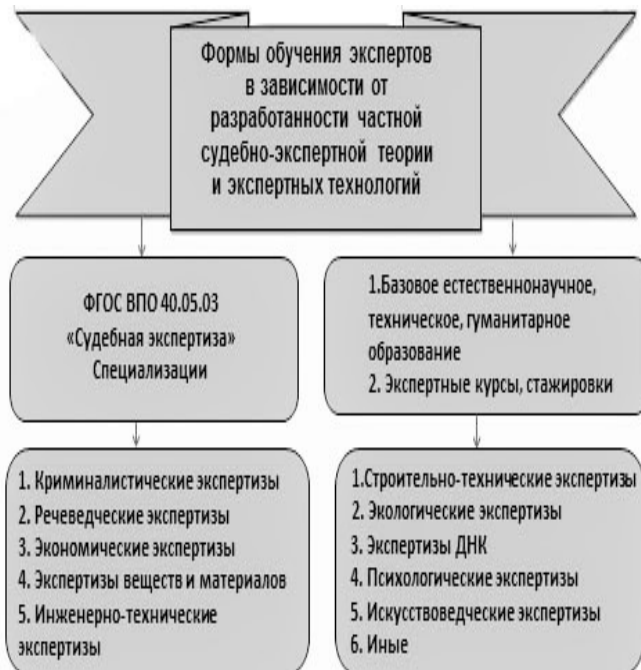 Формы обучения экспертов
в зависимости от
разработанности частной
судебно-экспертной теории
и экспертных технологий
ФГОС ВПО 40.05.03
«Судебная экспертиза»
Специализации
1.Базовое естественнонаучное,
техническое, гуманитарное
образование
2. Экспертные курсы, стажировки
1. Криминалистические экспертизы
2. Речеведческие экспертизы
3. Экономические экспертизы
4. Экспертизы веществ и материалов
5. Инженерно-технические
экспертизы
1.Строительно-технические экспертизы
2. Экологические экспертизы
3. Экспертизы ДНК
4. Психологические экспертизы
5. Искусствоведческие экспертизы
6. Иные